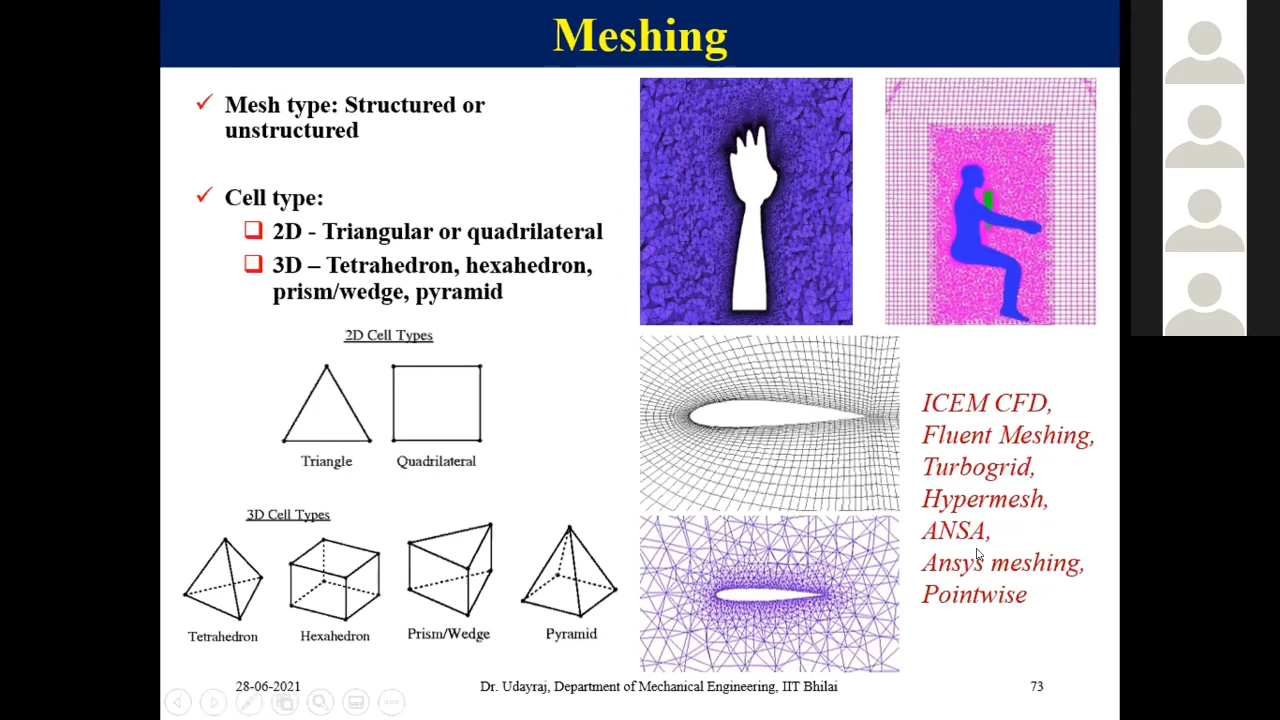 Meshing
Mesh type: Structured or
unstructured
Cell type:
2D - Triangular or quadrilateral
3D – Tetrahedron, hexahedron,
prism/wedge, pyramid
2D Cell Types
Triangle
Quadrilateral
3D Cell Types
Tetrahedron
Hexahedron
Prism/Wedge
Pyramid
ICEM CFD,
Fluent Meshing,
Turbogrid,
Hypermesh,
ANSA,
Ansys meshing,
Pointwise
28-06-2021
Dr. Udayraj, Department of Mechanical Engineering, IIT Bhilai
73